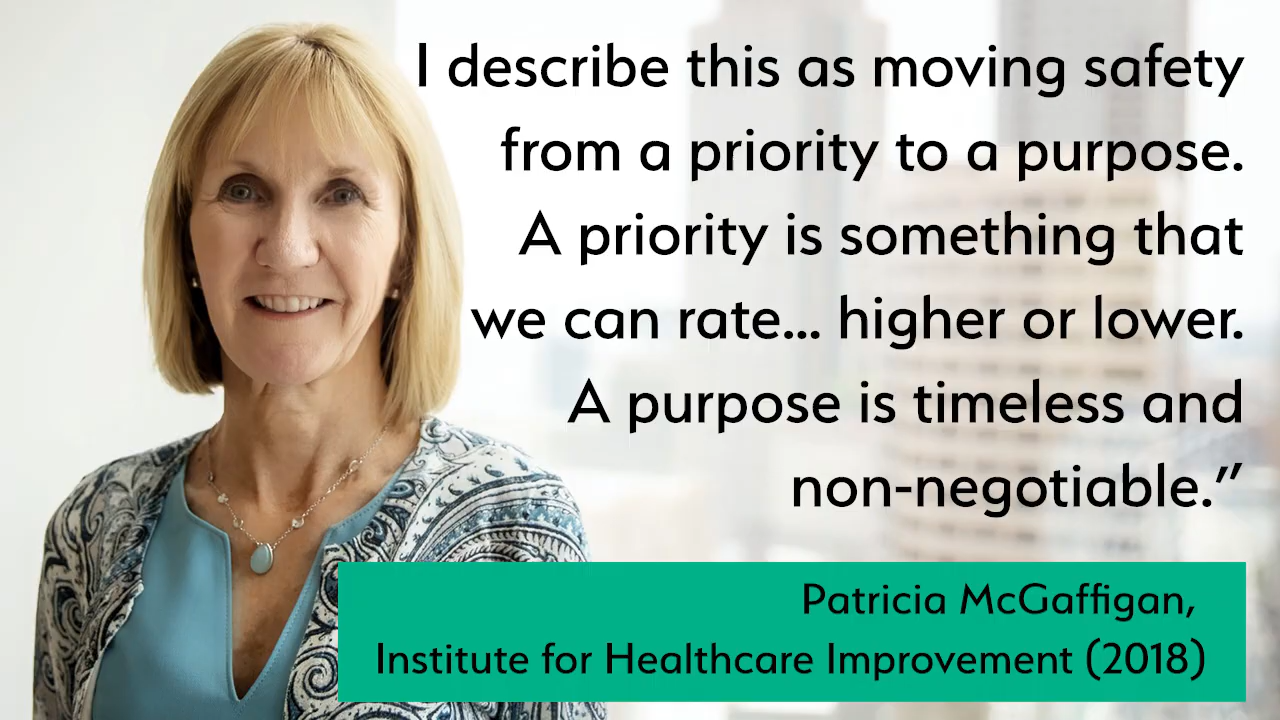 I describe this as moving safety
from a priority to a purpose.
A priority is something that
we can rate... higher or lower.
A purpose is timeless and
non-negotiable.”
Patricia McGaffigan,
Institute for Healthcare Improvement (2018)